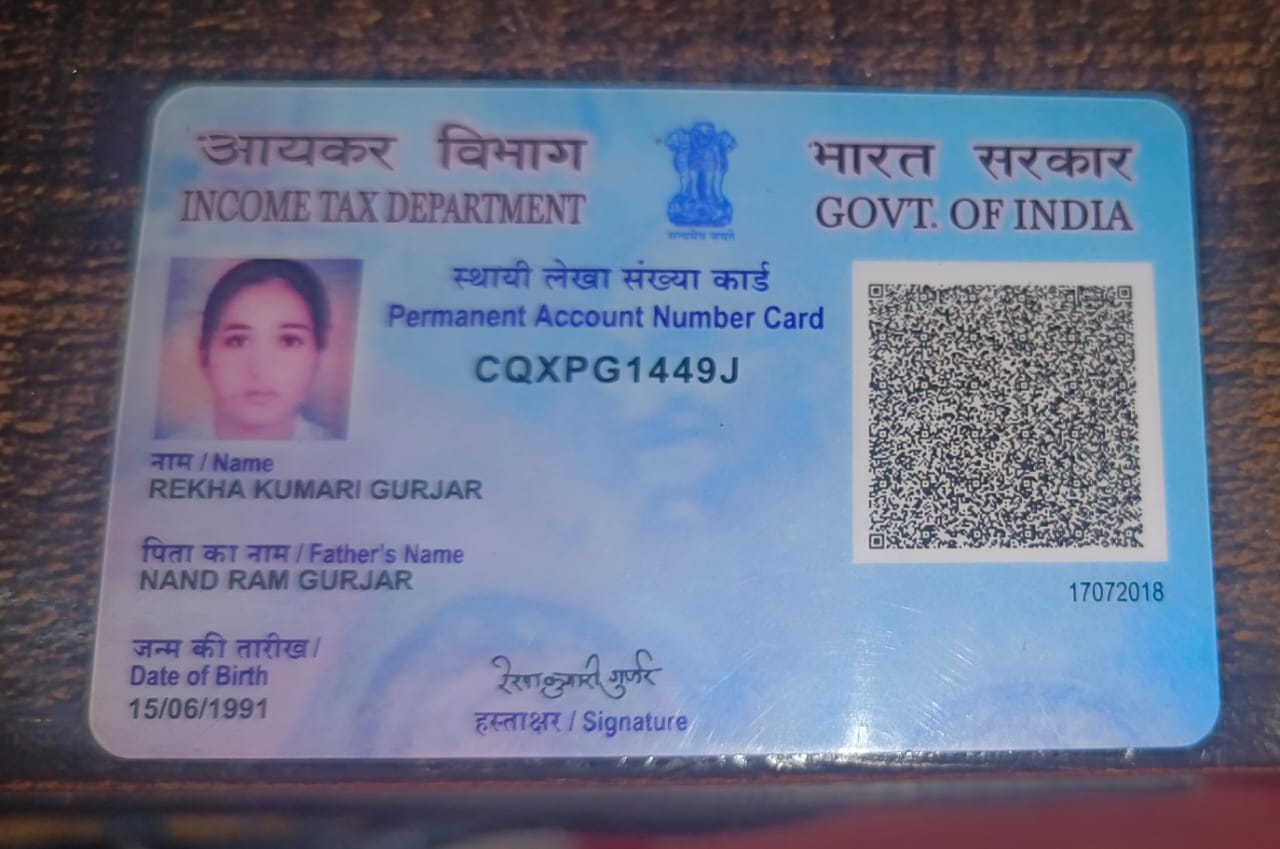 आयकर विभाग
INCOME TAX DEPARTMENT
सत्यमेव जयते
भारत सरकार
GOVT. OF INDIA
स्थायी लेखा संख्या कार्ड
Permanent Account Number Card
CQXPG1449J
नाम / Name
REKHA KUMARI GURJAR
पिता का नाम / Father's Name
NAND RAM GURJAR
17072018
जन्म की तारीख /
Date of Birth
15/06/1991
रेखा कुमारी गुर्जर
हस्ताक्षर / Signature